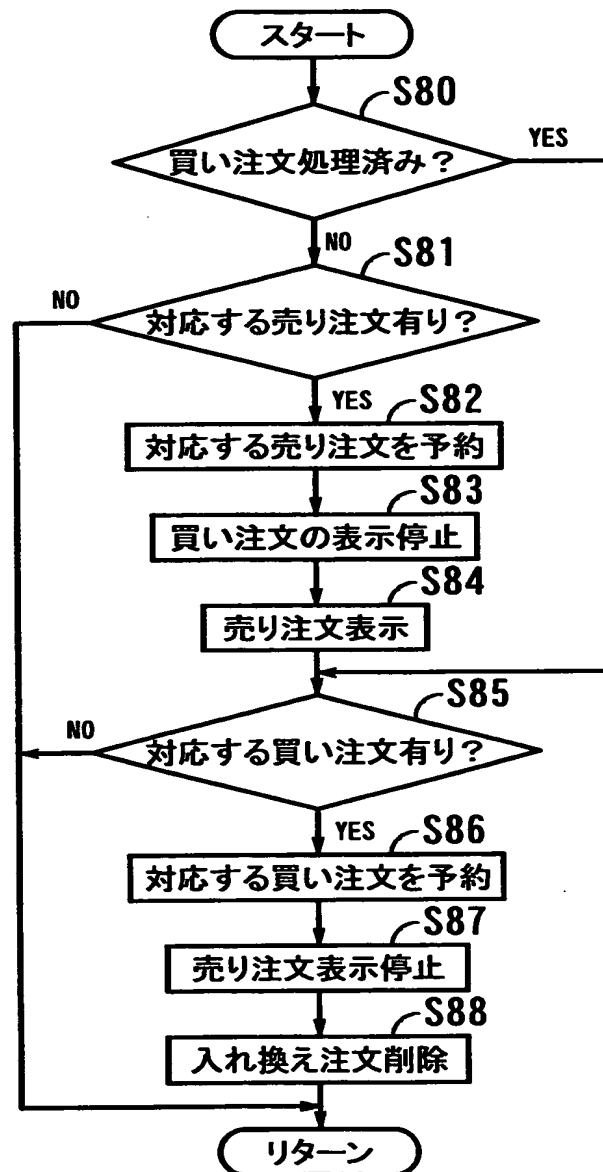 スタート
S80
買い注文処理済み？
YES
NO
S81
NO
対応する売り注文有り？
YES
S82
対応する売り注文を予約
S83
買い注文の表示停止
S84
売り注文表示
S85
NO
対応する買い注文有り？
YES
S86
対応する買い注文を予約
S87
売り注文表示停止
S88
入れ換え注文削除
リターン